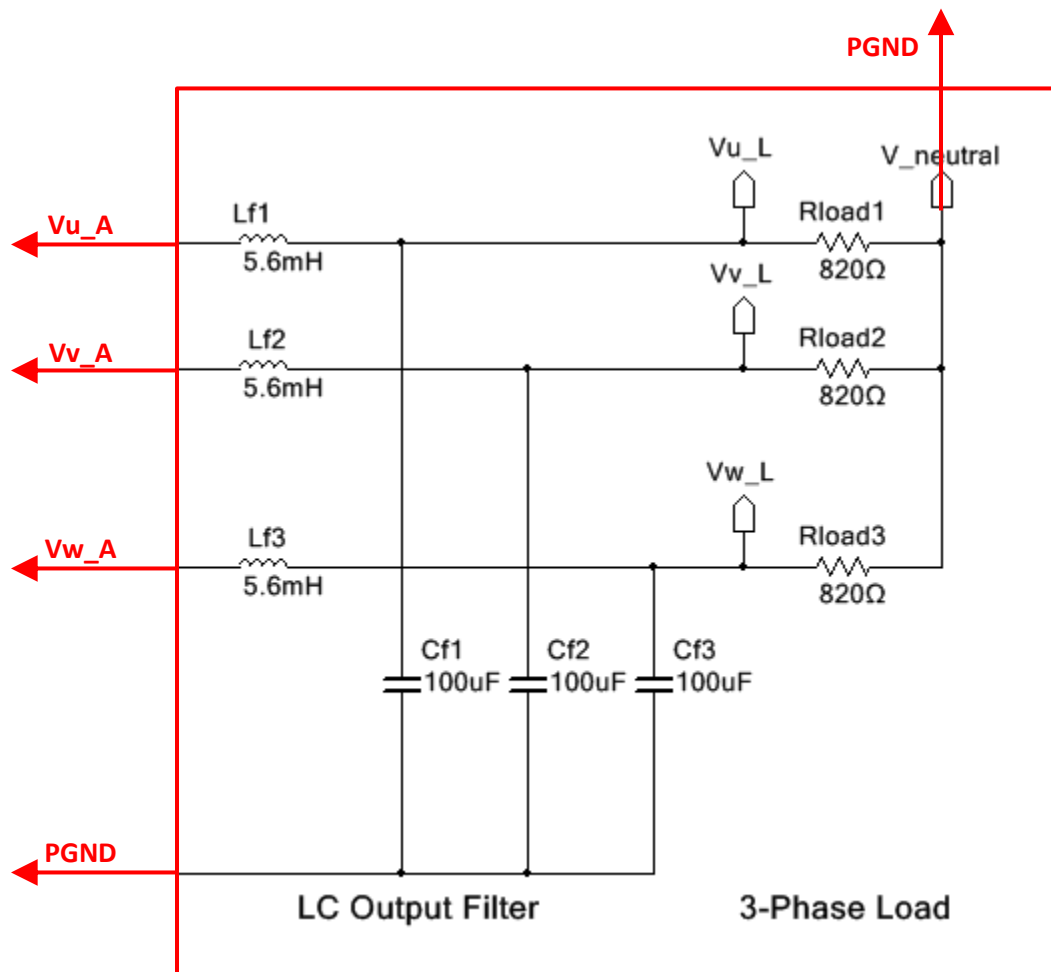 PGND
Vu_L
V_neutral
Vu_A
Lf1
Rload1
5.6mH
820Ω
Vv_L
Vv_A
Lf2
Rload2
5.6mH
820Ω
Vw_L
Vw_A
Lf3
Rload3
5.6mH
820Ω
Cf1
Cf2
Cf3
100uF
100uF
100uF
PGND
LC Output Filter
3-Phase Load